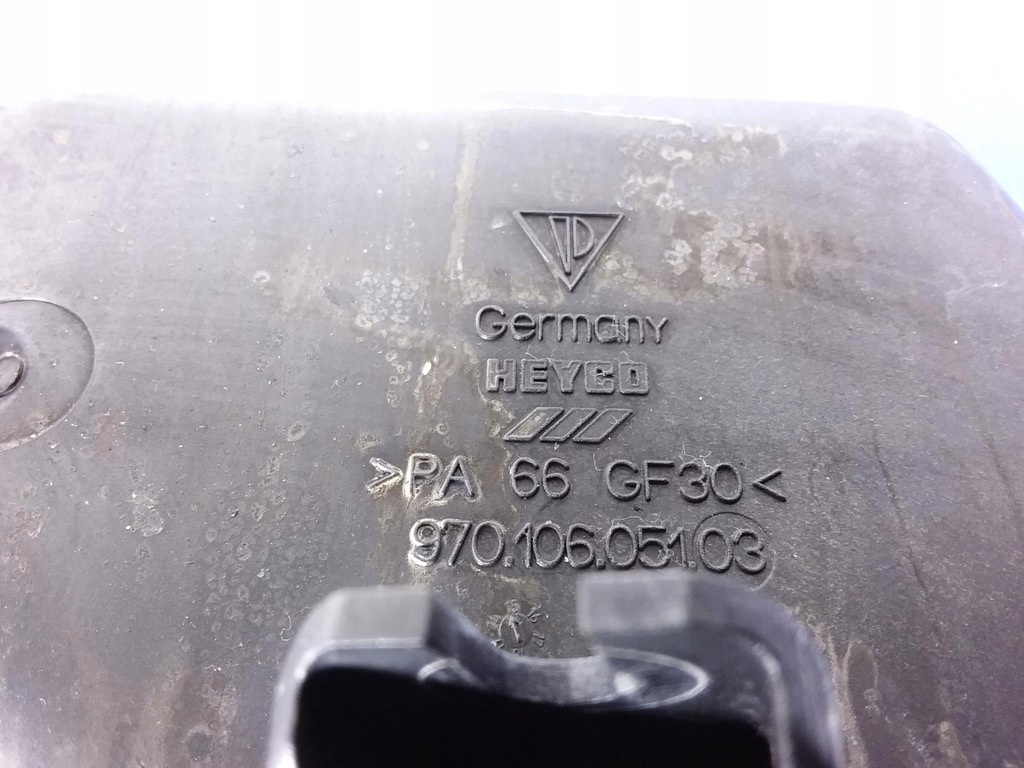 Germany
HEYCO
>PA 66 GF30<
970.106.051.03